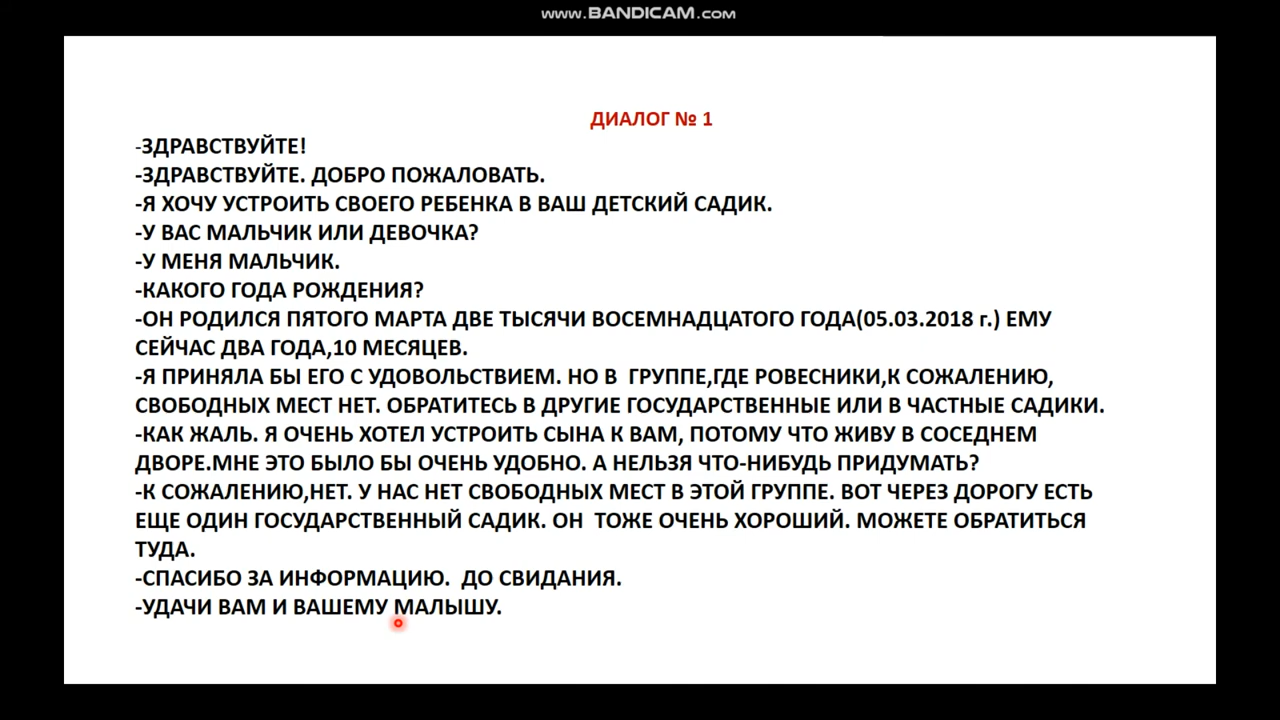 www.BANDICAM.com
ДИАЛОГ № 1
-ЗДРАВСТВУЙТЕ!
-ЗДРАВСТВУЙТЕ. ДОБРО ПОЖАЛОВАТЬ.
-Я ХОЧУ УСТРОИТЬ СВОЕГО РЕБЕНКА В ВАШ ДЕТСКИЙ САДИК.
-У ВАС МАЛЬЧИК ИЛИ ДЕВОЧКА?
-У МЕНЯ МАЛЬЧИК.
-КАКОГО ГОДА РОЖДЕНИЯ?
-ОН РОДИЛСЯ ПЯТОГО МАРТА ДВЕ ТЫСЯЧИ ВОСЕМНАДЦАТОГО ГОДА(05.03.2018 г.) ЕМУ
СЕЙЧАС ДВА ГОДА,10 МЕСЯЦЕВ.
-Я ПРИНЯЛА БЫ ЕГО С УДОВОЛЬСТВИЕМ. НО В  ГРУППЕ,ГДЕ РОВЕСНИКИ,К СОЖАЛЕНИЮ,
СВОБОДНЫХ МЕСТ НЕТ. ОБРАТИТЕСЬ В ДРУГИЕ ГОСУДАРСТВЕННЫЕ ИЛИ В ЧАСТНЫЕ САДИКИ.
-КАК ЖАЛЬ. Я ОЧЕНЬ ХОТЕЛ УСТРОИТЬ СЫНА К ВАМ, ПОТОМУ ЧТО ЖИВУ В СОСЕДНЕМ
ДВОРЕ.МНЕ ЭТО БЫЛО БЫ ОЧЕНЬ УДОБНО. А НЕЛЬЗЯ ЧТО-НИБУДЬ ПРИДУМАТЬ?
-К СОЖАЛЕНИЮ,НЕТ. У НАС НЕТ СВОБОДНЫХ МЕСТ В ЭТОЙ ГРУППЕ. ВОТ ЧЕРЕЗ ДОРОГУ ЕСТЬ
ЕЩЕ ОДИН ГОСУДАРСТВЕННЫЙ САДИК. ОН  ТОЖЕ ОЧЕНЬ ХОРОШИЙ. МОЖЕТЕ ОБРАТИТЬСЯ
ТУДА.
-СПАСИБО ЗА ИНФОРМАЦИЮ.  ДО СВИДАНИЯ.
-УДАЧИ ВАМ И ВАШЕМУ МАЛЫШУ.